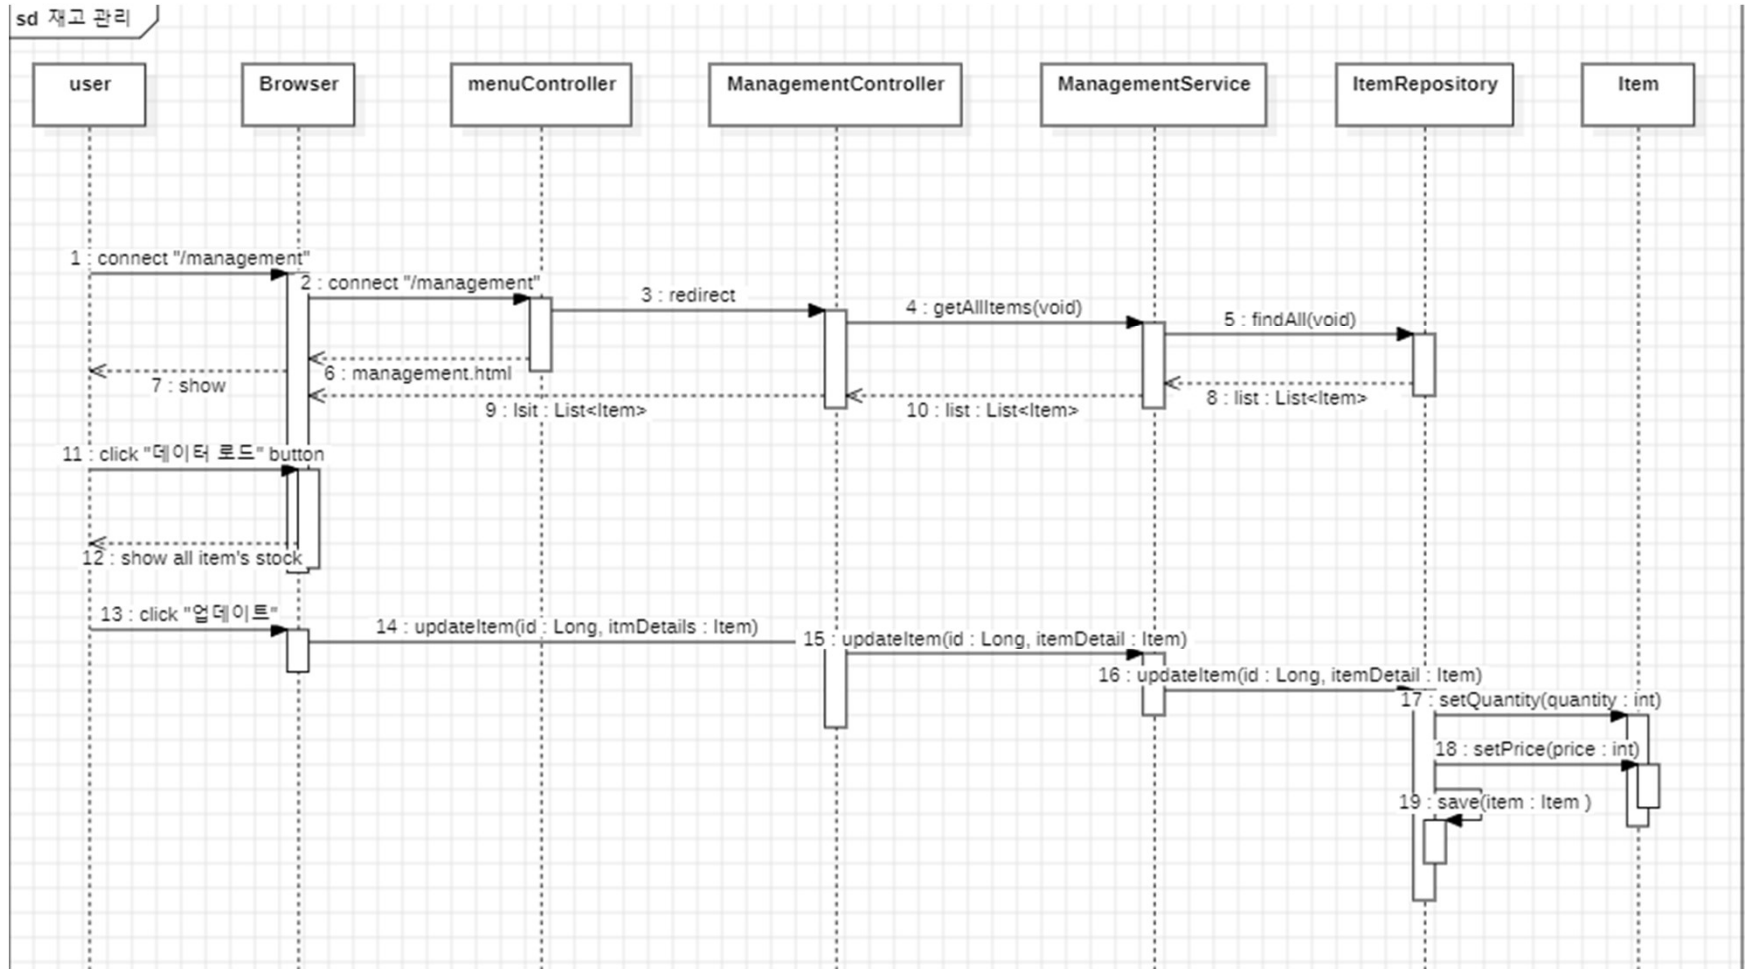 sd 재고 관리
user
Browser
menuController
ManagementController
ManagementService
ItemRepository
Item
1 : connect "/management"
2 : connect "/management"
3 : redirect
4 : getAllItems(void)
5 : findAll(void)
6 : management.html
7 : show
8 : list : List<Item>
9 : lsit : List<Item>
10 : list : List<Item>
11 : click "데이터 로드" button
12 : show all item's stock
13 : click "업데이트"
14 : updateItem(id : Long, itmDetails : Item)
15 : updateItem(id : Long, itemDetail : Item)
16 : updateItem(id : Long, itemDetail : Item)
17 : setQuantity(quantity : int)
18 : setPrice(price : int)
19 : save(item : Item )